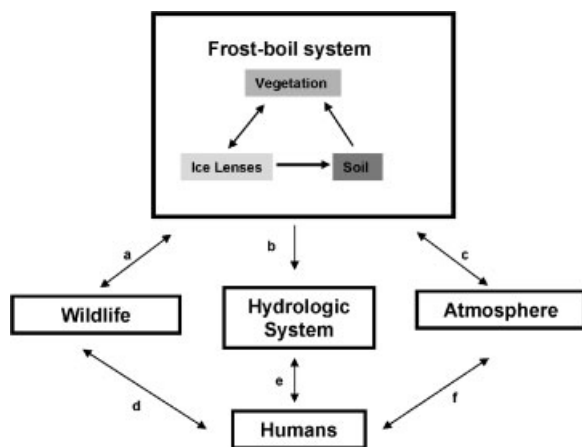 Frost-boil system
Vegetation
Ice Lenses
Soil
a
b
c
Wildlife
Hydrologic
System
Atmosphere
d
e
f
Humans